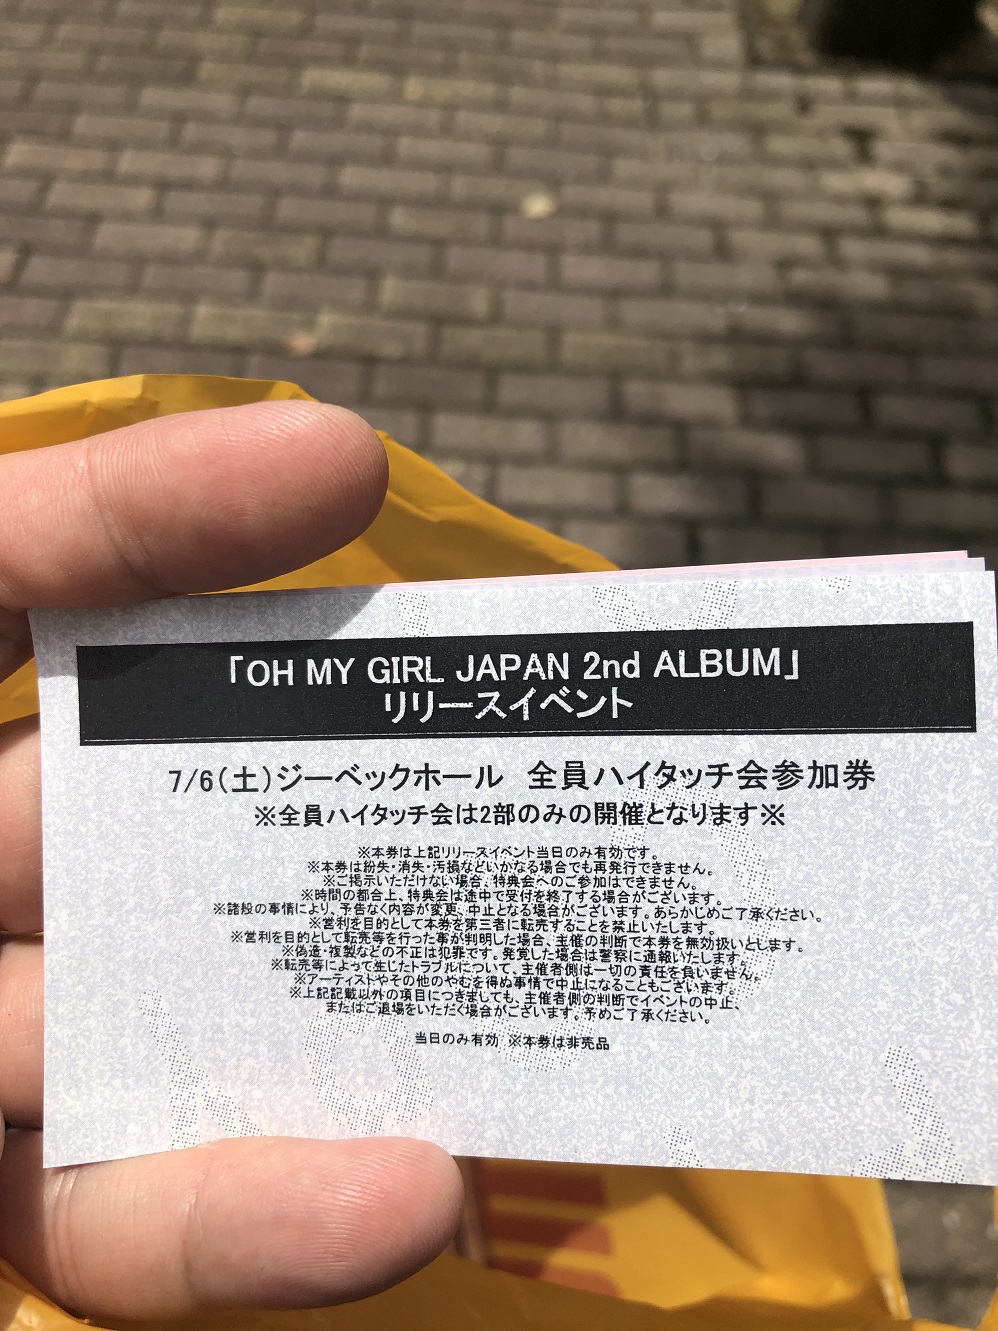 「OH MY GIRL JAPAN 2nd ALBUM」
リリースイベント
7/6(土)ジーベックホール　全員ハイタッチ会参加券
※全員ハイタッチ会は2部のみの開催となります※
※本券は上記リリースイベント当日のみ有効です。
※本券は紛失・消失・汚損などいかなる場合でも再発行できません。
※ご掲示いただけない場合、特典会へのご参加はできません。
※時間の都合上、特典会は途中で受付を終了する場合がございます。
※諸般の事情により、予告なく内容が変更、中止となる場合がございます。あらかじめご了承ください。
※営利を目的として本券を第三者に転売することを禁止いたします。
※営利を目的として転売等を行った事が判明した場合、主催の判断で本券を無効扱いとします。
※偽造・複製などの不正は犯罪です。発覚した場合は警察に通報いたします。
※転売等によって生じたトラブルについて、主催者側は一切の責任を負いません。
※アーティストやその他のやむを得ぬ事情で中止になることもございます。
※上記記載以外の項目につきましても、主催者側の判断でイベントの中止、
またはご退場をいただく場合がございます。予めご了承ください。
当日のみ有効 ※本券は非売品